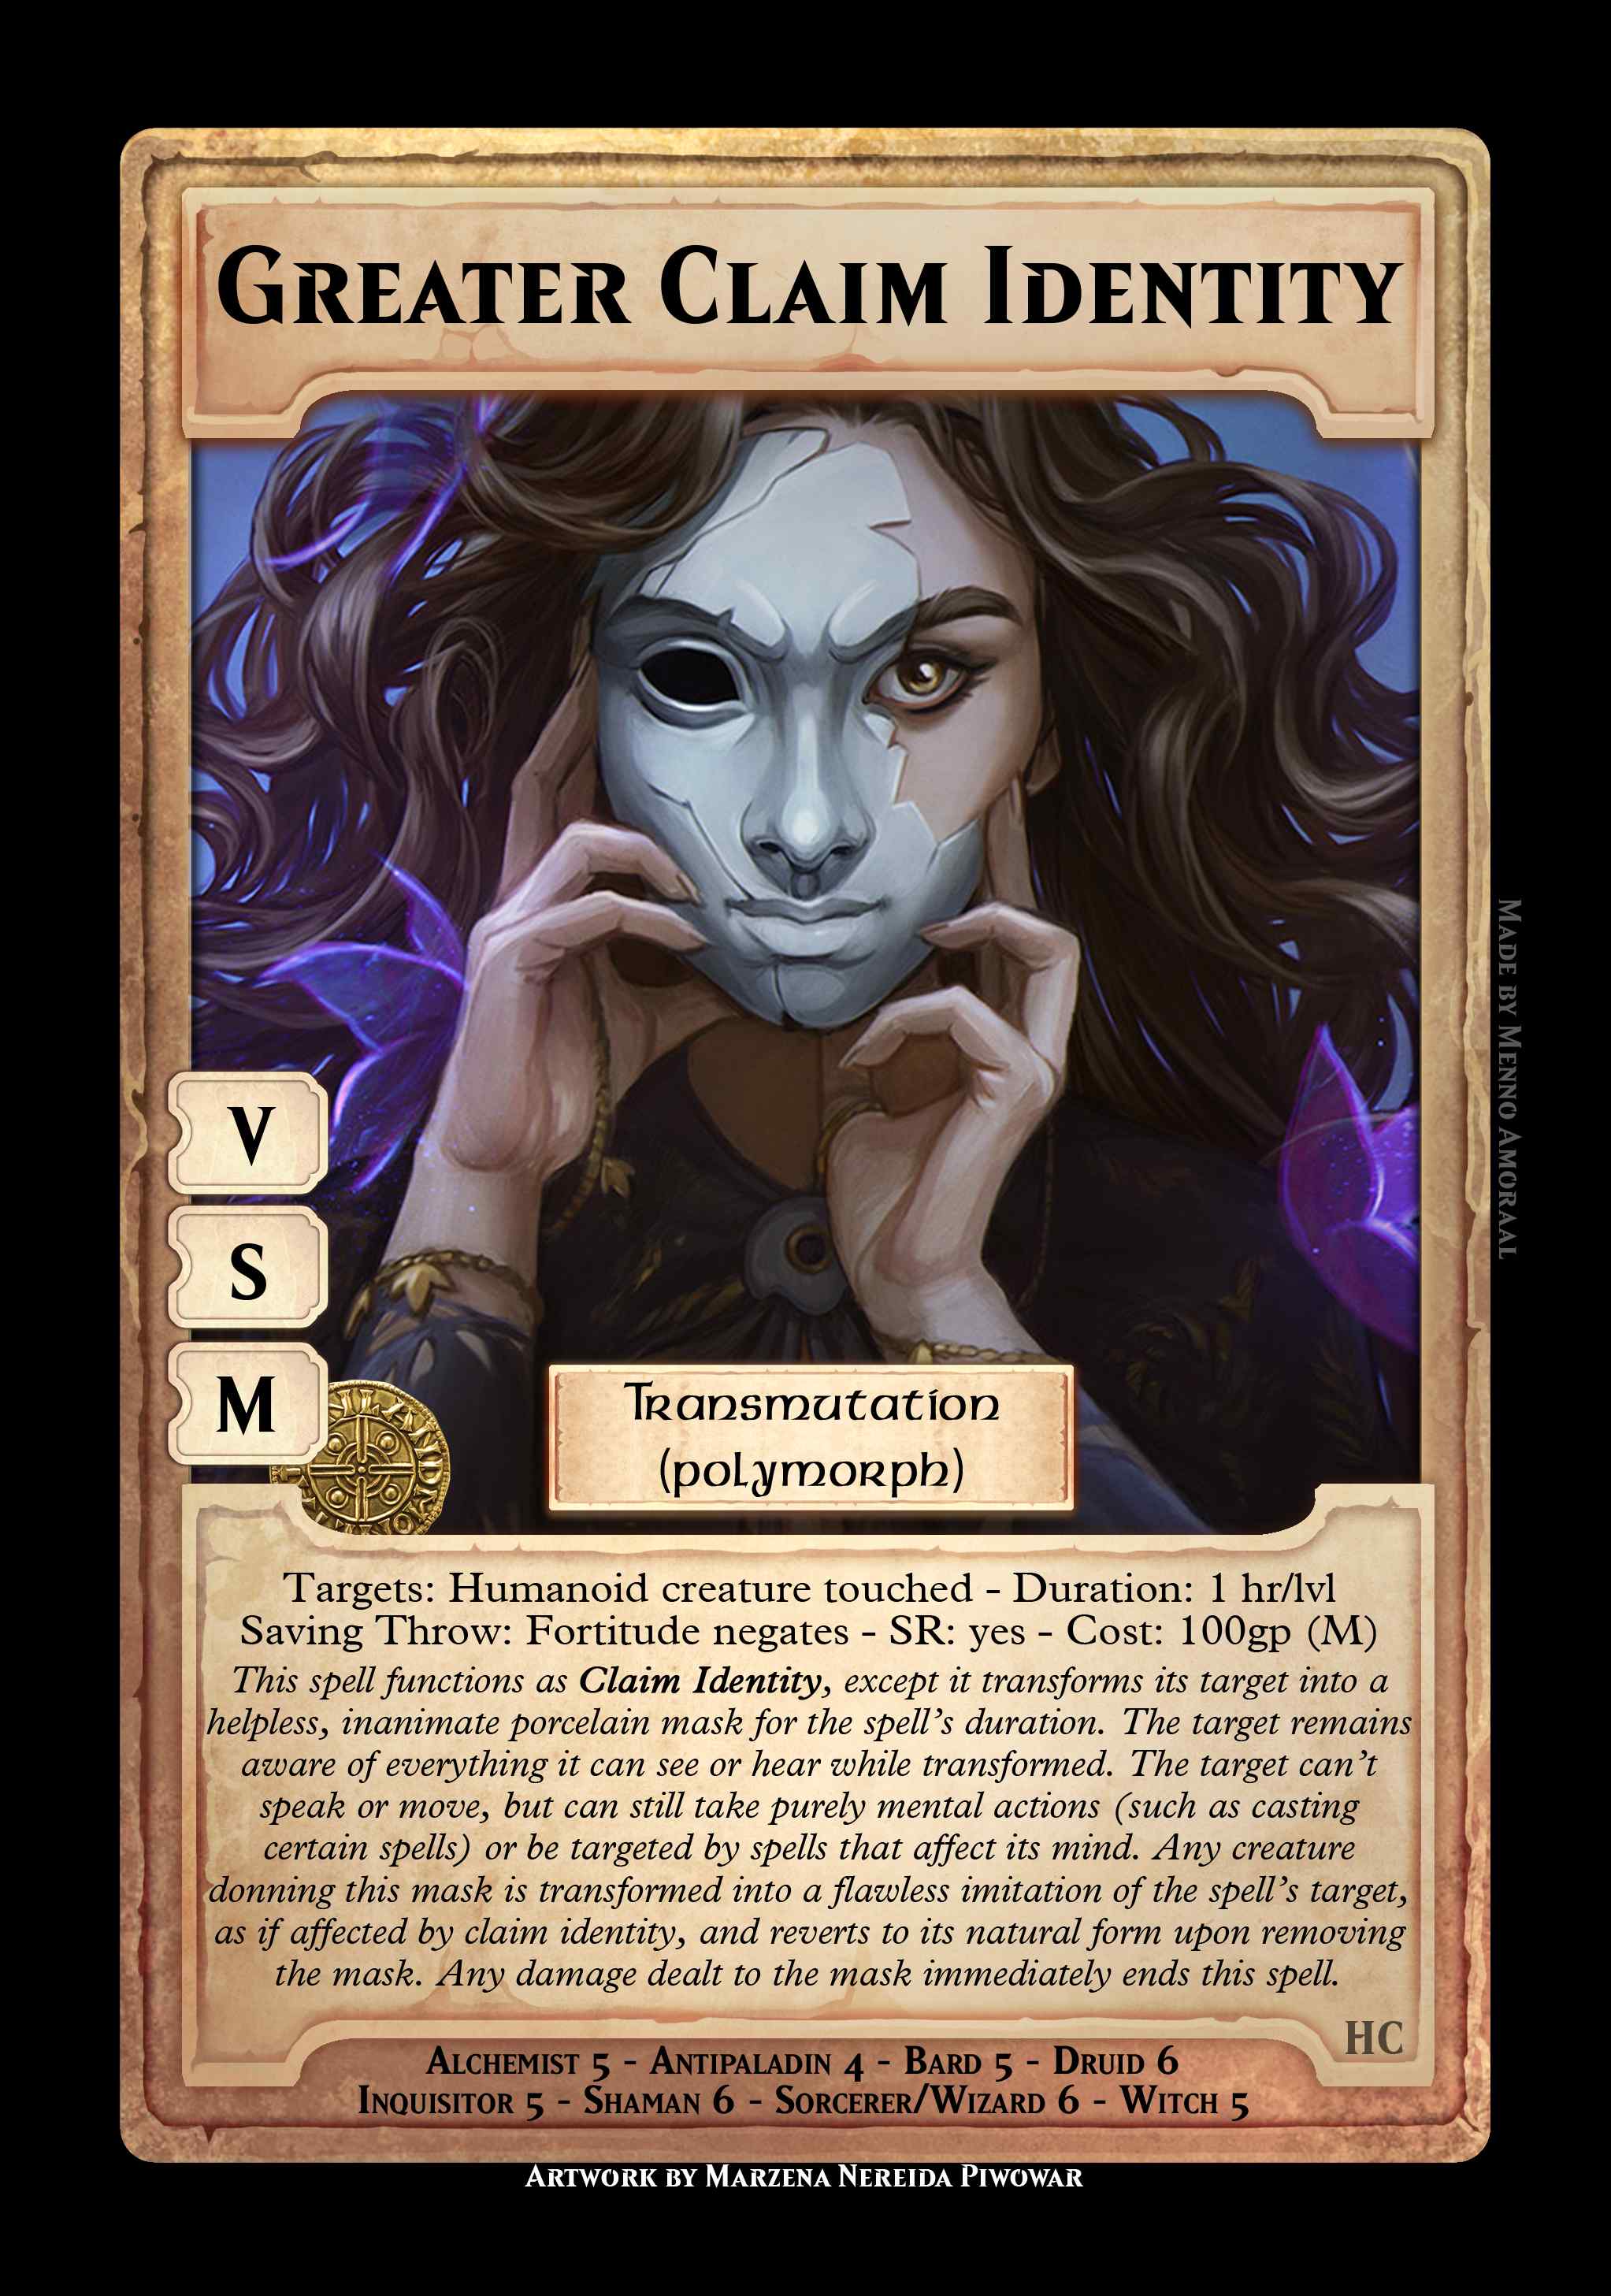 Greater Claim Identity
V
S
M
Transmutation
(polymorph)
Targets: Humanoid creature touched - Duration: 1 hr/lvl
Saving Throw: Fortitude negates - SR: yes - Cost: 100gp (M)
This spell functions as Claim Identity, except it transforms its target into a
helpless, inanimate porcelain mask for the spell's duration. The target remains
aware of everything it can see or hear while transformed. The target can't
speak or move, but can still take purely mental actions (such as casting
certain spells) or be targeted by spells that affect its mind. Any creature
donning this mask is transformed into a flawless imitation of the spell's target,
as if affected by claim identity, and reverts to its natural form upon removing
the mask. Any damage dealt to the mask immediately ends this spell.
HC
Alchemist 5 - Antipaladin 4 - Bard 5 - Druid 6
Inquisitor 5 - Shaman 6 - Sorcerer/Wizard 6 - Witch 5
Artwork by Marzena Nereida Piwowar
Made by Menno Amoraal